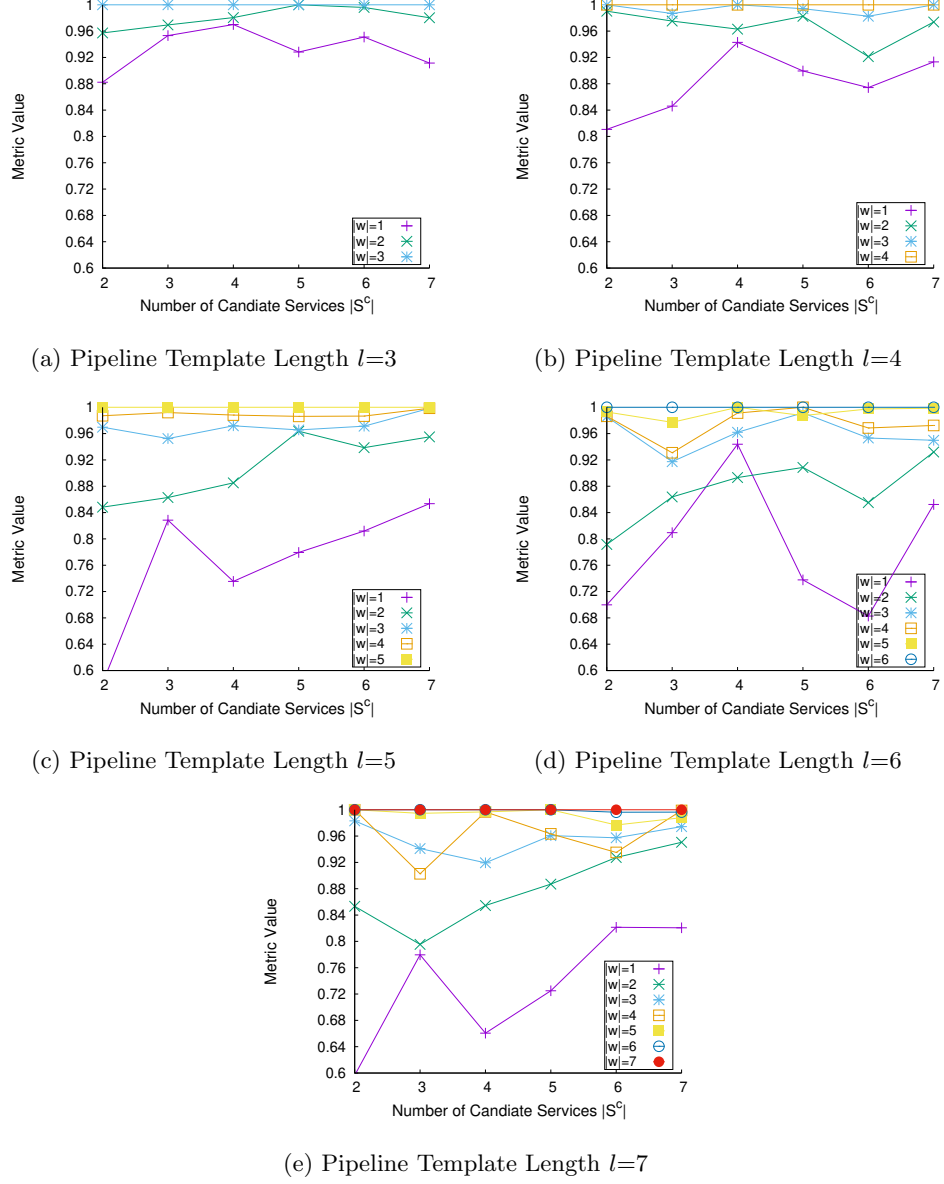 1
0.96
0.92
0.88
0.84
0.8
0.76
0.72
0.68
0.64
0.6
Metric Value
2 3 4 5 6 7
Number of Candiate Services |S^c|
|w|=1
|w|=2
|w|=3
(a) Pipeline Template Length l=3
1
0.96
0.92
0.88
0.84
0.8
0.76
0.72
0.68
0.64
0.6
Metric Value
2 3 4 5 6 7
Number of Candiate Services |S^c|
|w|=1
|w|=2
|w|=3
|w|=4
(b) Pipeline Template Length l=4
1
0.96
0.92
0.88
0.84
0.8
0.76
0.72
0.68
0.64
0.6
Metric Value
2 3 4 5 6 7
Number of Candiate Services |S^c|
|w|=1
|w|=2
|w|=3
|w|=4
|w|=5
(c) Pipeline Template Length l=5
1
0.96
0.92
0.88
0.84
0.8
0.76
0.72
0.68
0.64
0.6
Metric Value
2 3 4 5 6 7
Number of Candiate Services |S^c|
|w|=1
|w|=2
|w|=3
|w|=4
|w|=5
|w|=6
(d) Pipeline Template Length l=6
1
0.96
0.92
0.88
0.84
0.8
0.76
0.72
0.68
0.64
0.6
Metric Value
2 3 4 5 6 7
Number of Candiate Services |S^c|
|w|=1
|w|=2
|w|=3
|w|=4
|w|=5
|w|=6
|w|=7
(e) Pipeline Template Length l=7